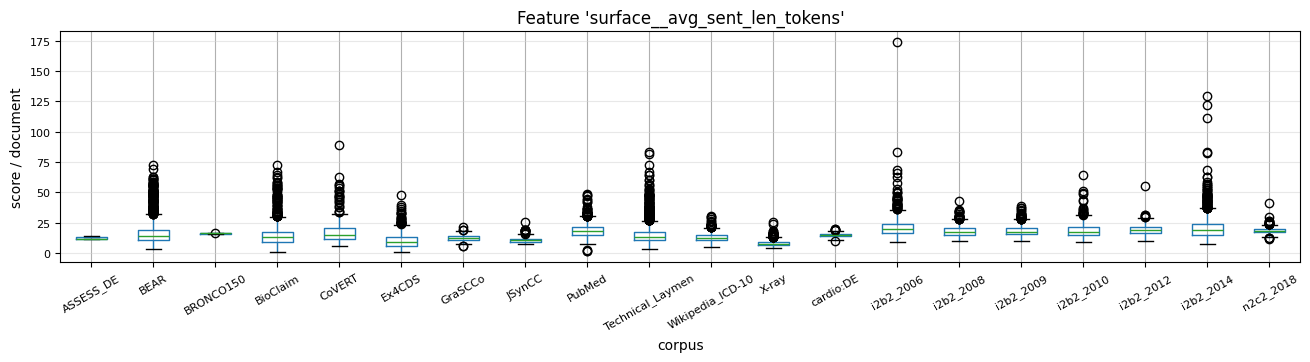 Feature 'surface__avg_sent_len_tokens'
score / document
175
150
125
100
75
50
25
0
ASSESS_DE
BEAR
BRONCO150
BioClaim
CoVERT
Ex4CDS
GraSCCo
JSynCC
PubMed
Technical_Laymen
Wikipedia_ICD-10
X-ray
cardio:DE
i2b2_2006
i2b2_2008
i2b2_2009
i2b2_2010
i2b2_2012
i2b2_2014
n2c2_2018
corpus